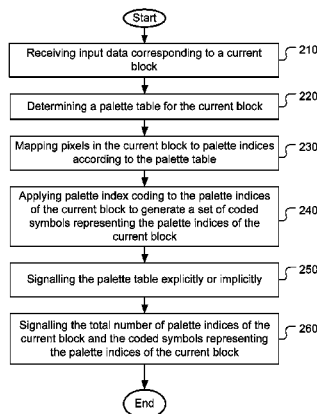 Start
Receiving input data corresponding to a current
block
210
Determining a palette table for the current block
220
Mapping pixels in the current block to palette indices
according to the palette table
230
Applying palette index coding to the palette indices
of the current block to generate a set of coded
symbols representing the palette indices of the
current block
240
Signalling the palette table explicitly or implicitly
250
Signalling the total number of palette indices of the
current block and the coded symbols representing
the palette indices of the current block
260
End